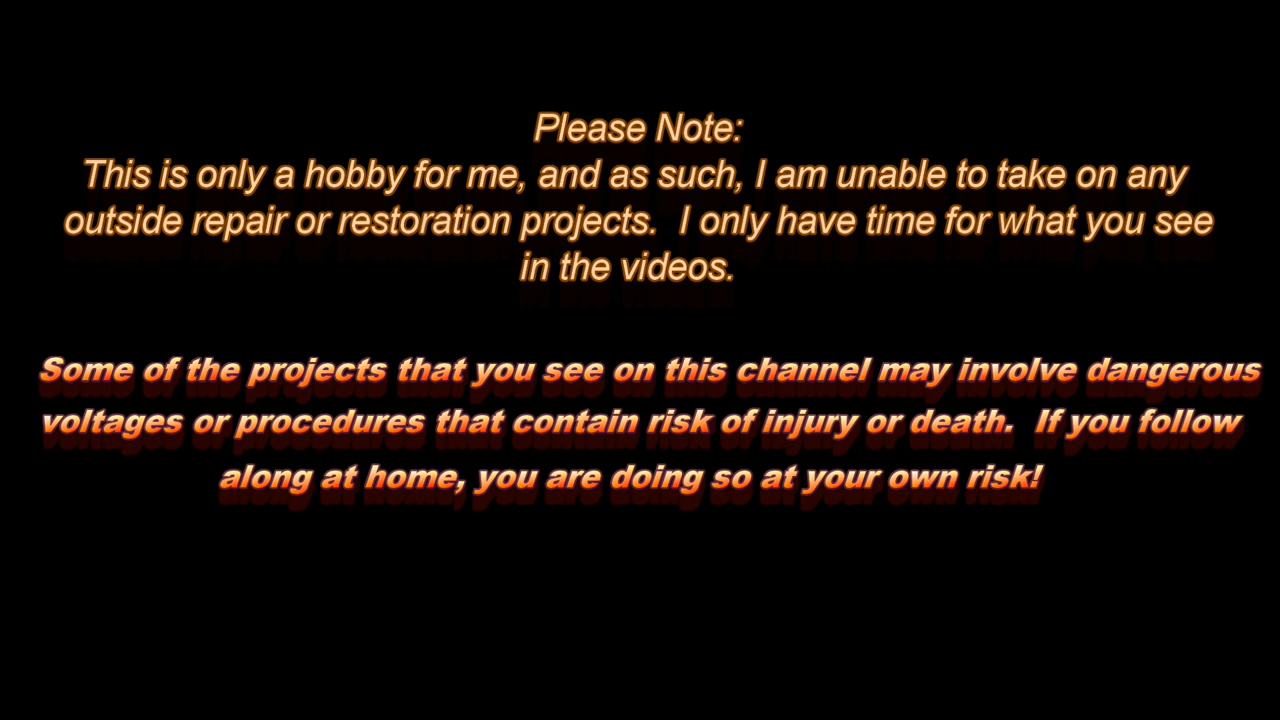 Please Note:
This is only a hobby for me, and as such, I am unable to take on any
outside repair or restoration projects.  I only have time for what you see
in the videos.
Some of the projects that you see on this channel may involve dangerous
voltages or procedures that contain risk of injury or death.  If you follow
along at home, you are doing so at your own risk!